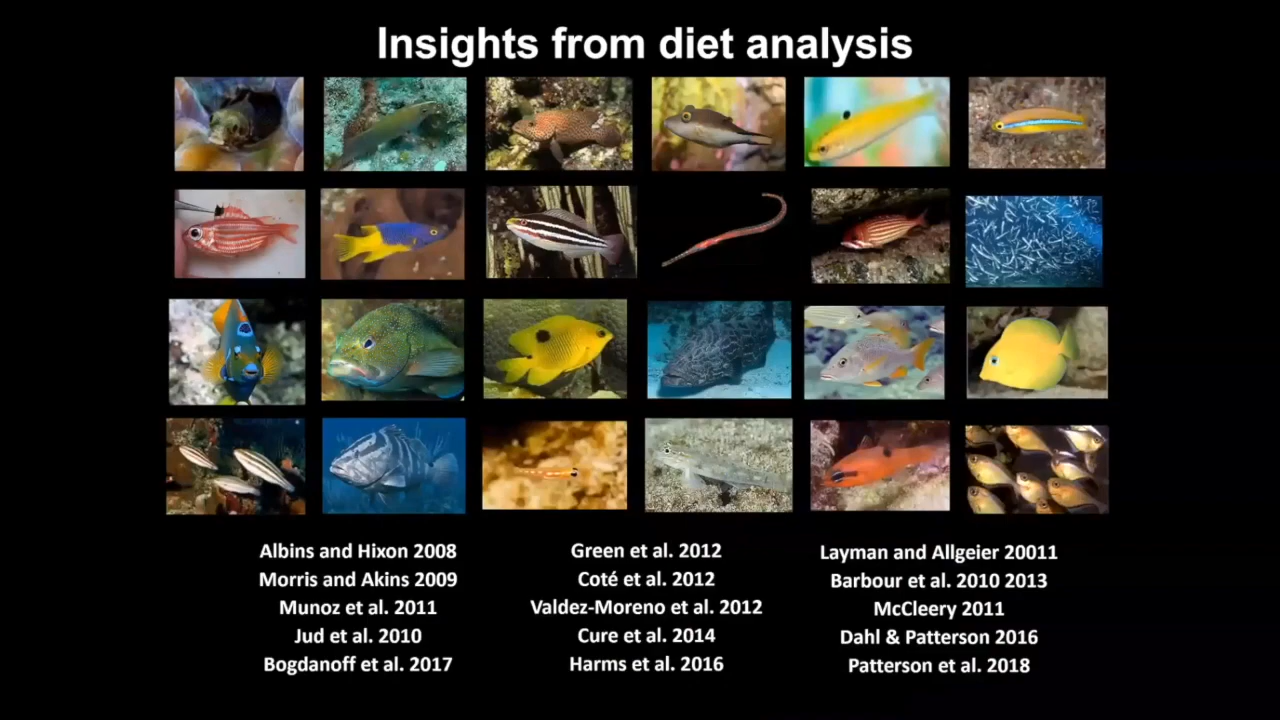 Insights from diet analysis
Albins and Hixon 2008
Morris and Akins 2009
Munoz et al. 2011
Jud et al. 2010
Bogdanoff et al. 2017
Green et al. 2012
Coté et al. 2012
Valdez-Moreno et al. 2012
Cure et al. 2014
Harms et al. 2016
Layman and Allgeier 20011
Barbour et al. 2010 2013
McCleery 2011
Dahl & Patterson 2016
Patterson et al. 2018